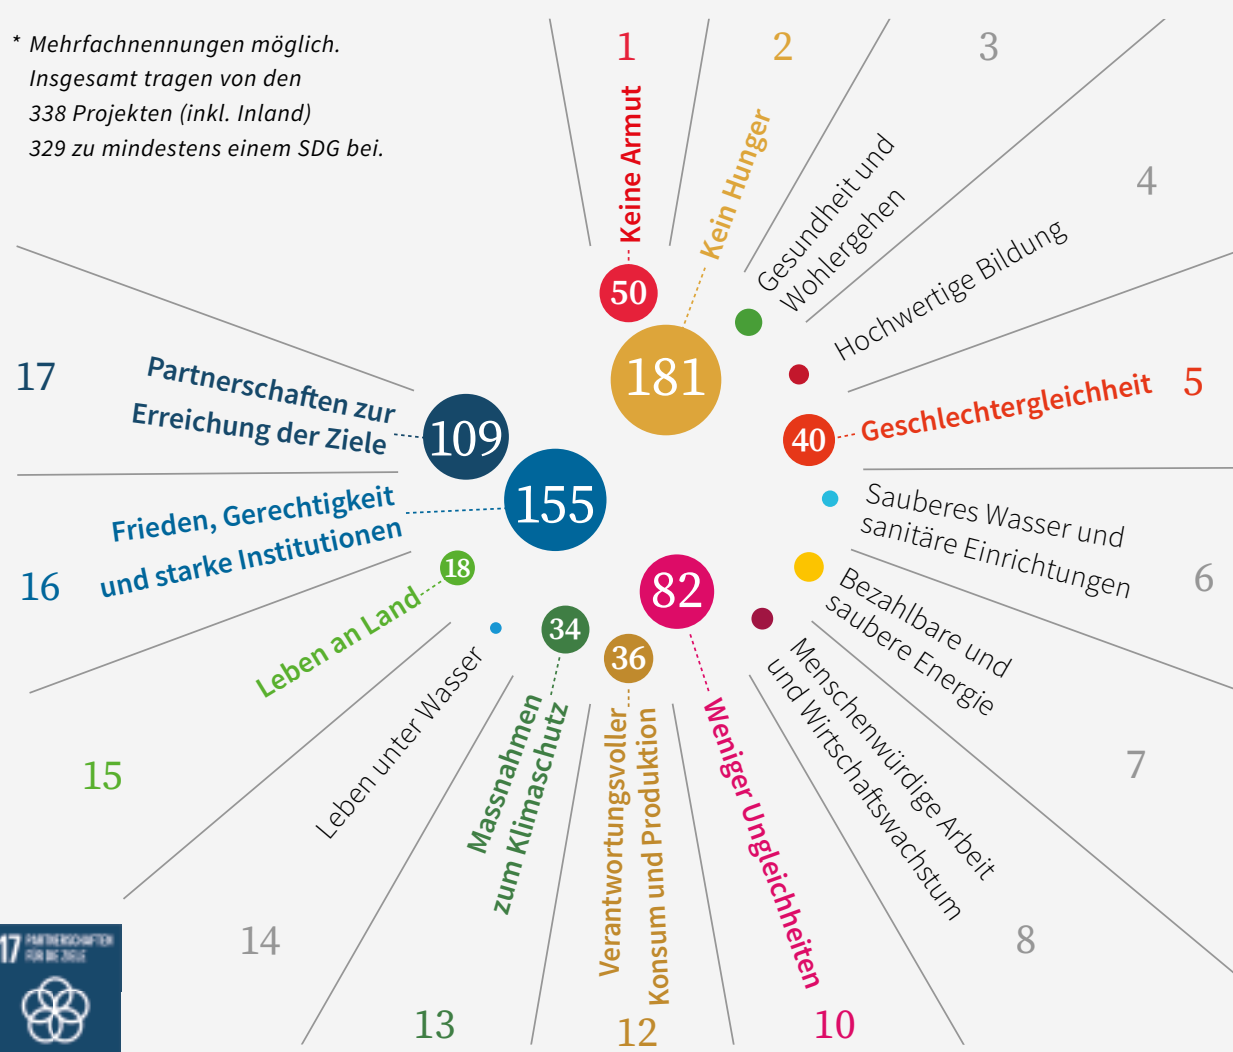 * Mehrfachnennungen möglich.
Insgesamt tragen von den
338 Projekten (inkl. Inland)
329 zu mindestens einem SDG bei.
1
Keine Armut
50
2
Kein Hunger
181
3
Gesundheit und
Wohlergehen
4
Hochwertige Bildung
5
Geschlechtergleichheit
40
6
Sauberes Wasser und
sanitäre Einrichtungen
7
Bezahlbare und
saubere Energie
8
Menschenwürdige Arbeit
und Wirtschaftswachstum
10
Weniger Ungleichheiten
82
12
Verantwortungsvoller
Konsum und Produktion
36
13
Massnahmen
zum Klimaschutz
34
14
Leben unter Wasser
15
Leben an Land
18
16
Frieden, Gerechtigkeit
und starke Institutionen
155
17
Partnerschaften zur
Erreichung der Ziele
109
17 PARTNERSCHAFTEN
FÜR DIE ZIELE